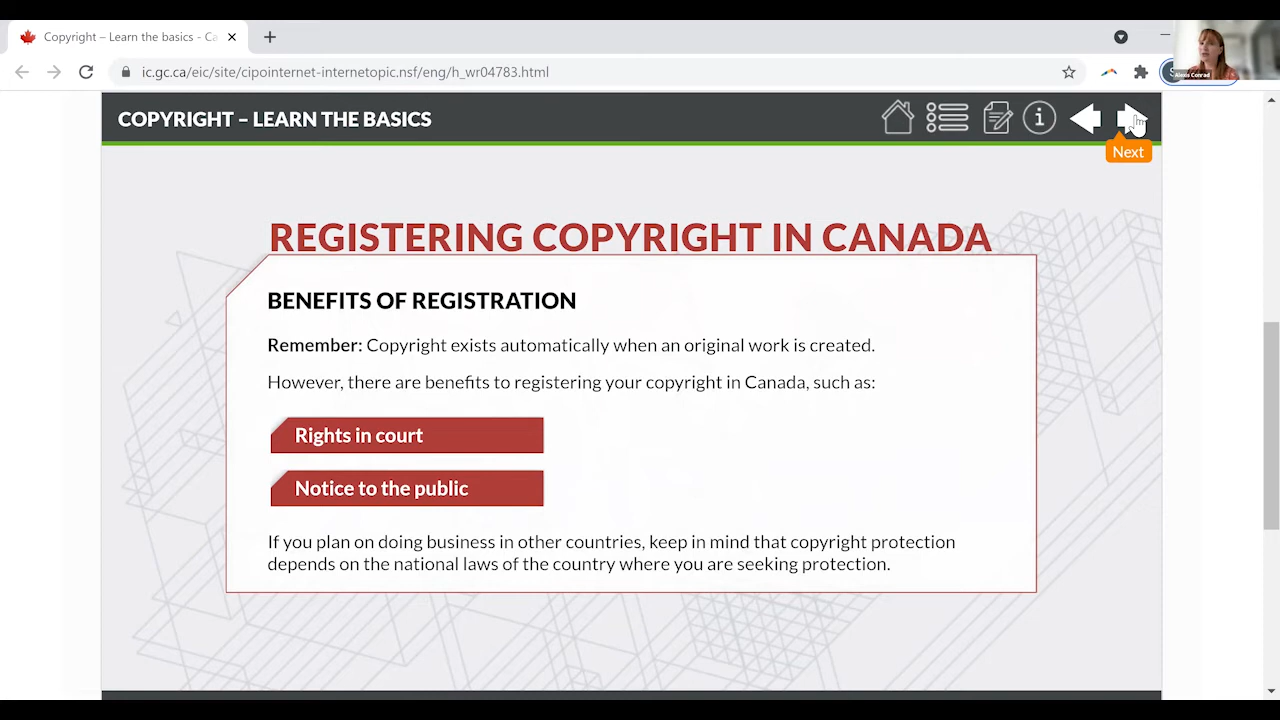 Copyright – Learn the basics - Ca
ic.gc.ca/eic/site/cipointernet-internetopic.nsf/eng/h_wr04783.html
Alexis Conrad
COPYRIGHT – LEARN THE BASICS
Next
REGISTERING COPYRIGHT IN CANADA
BENEFITS OF REGISTRATION
Remember: Copyright exists automatically when an original work is created.
However, there are benefits to registering your copyright in Canada, such as:
Rights in court
Notice to the public
If you plan on doing business in other countries, keep in mind that copyright protection
depends on the national laws of the country where you are seeking protection.